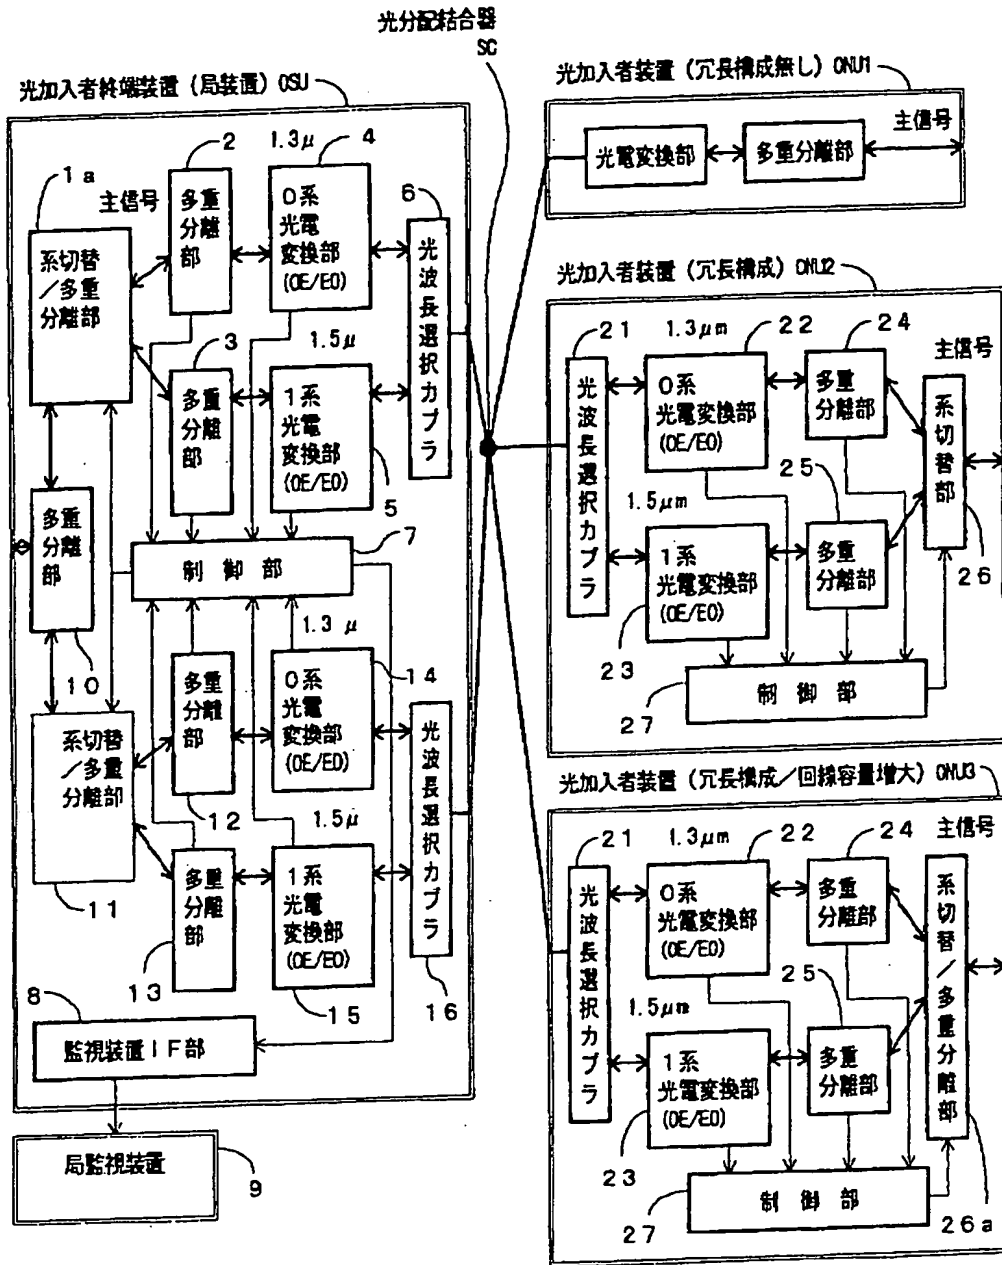 光分配結合器
SC
光加入者終端装置(局装置)OSU
1a
主信号
系切替
/多重
分離部
2
多重
分離
部
1.3μ
4
0系
光電
変換部
(OE/EO)
6
光波長選択カプラ
3
多重
分離
部
1.5μ
1系
光電
変換部
(OE/EO)
5
多重
分離
部
10
7
制御部
1.3 μ
多重
分離部
12
0系
光電
変換部
(OE/EO)
14
光波長選択カプラ
16
系切替
/多重
分離部
11
多重
分離
部
13
1.5μ
1系
光電
変換部
(OE/EO)
15
8
監視装置IF部
局監視装置
9
光加入者装置(冗長構成無し)ONU1
光電変換部
多重分離部
主信号
光加入者装置(冗長構成)ONU2
21
光波長選択カプラ
1.3μm
22
0系
光電変換部
(OE/EO)
24
多重
分離部
主信号
系切替部
26
1.5μm
1系
光電変換部
(OE/EO)
23
25
多重
分離部
制御部
27
光加入者装置(冗長構成/回線容量増大)ONU3
21
光波長選択カプラ
1.3μm
22
0系
光電変換部
(OE/EO)
24
多重
分離部
主信号
系切替/多重分離部
26a
1.5μm
1系
光電変換部
(OE/EO)
23
25
多重
分離部
制御部
27